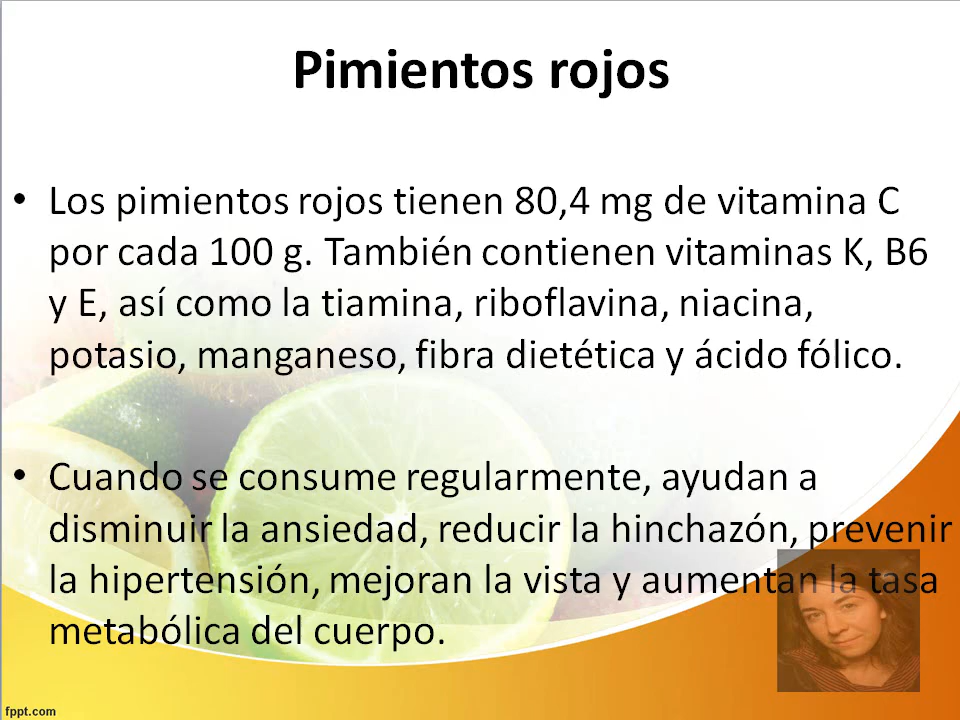 Pimientos rojos
• Los pimientos rojos tienen 80,4 mg de vitamina C
por cada 100 g. También contienen vitaminas K, B6
y E, así como la tiamina, riboflavina, niacina,
potasio, manganeso, fibra dietética y ácido fólico.
• Cuando se consume regularmente, ayudan a
disminuir la ansiedad, reducir la hinchazón, prevenir
la hipertensión, mejoran la vista y aumentan la tasa
metabólica del cuerpo.
fppt.com